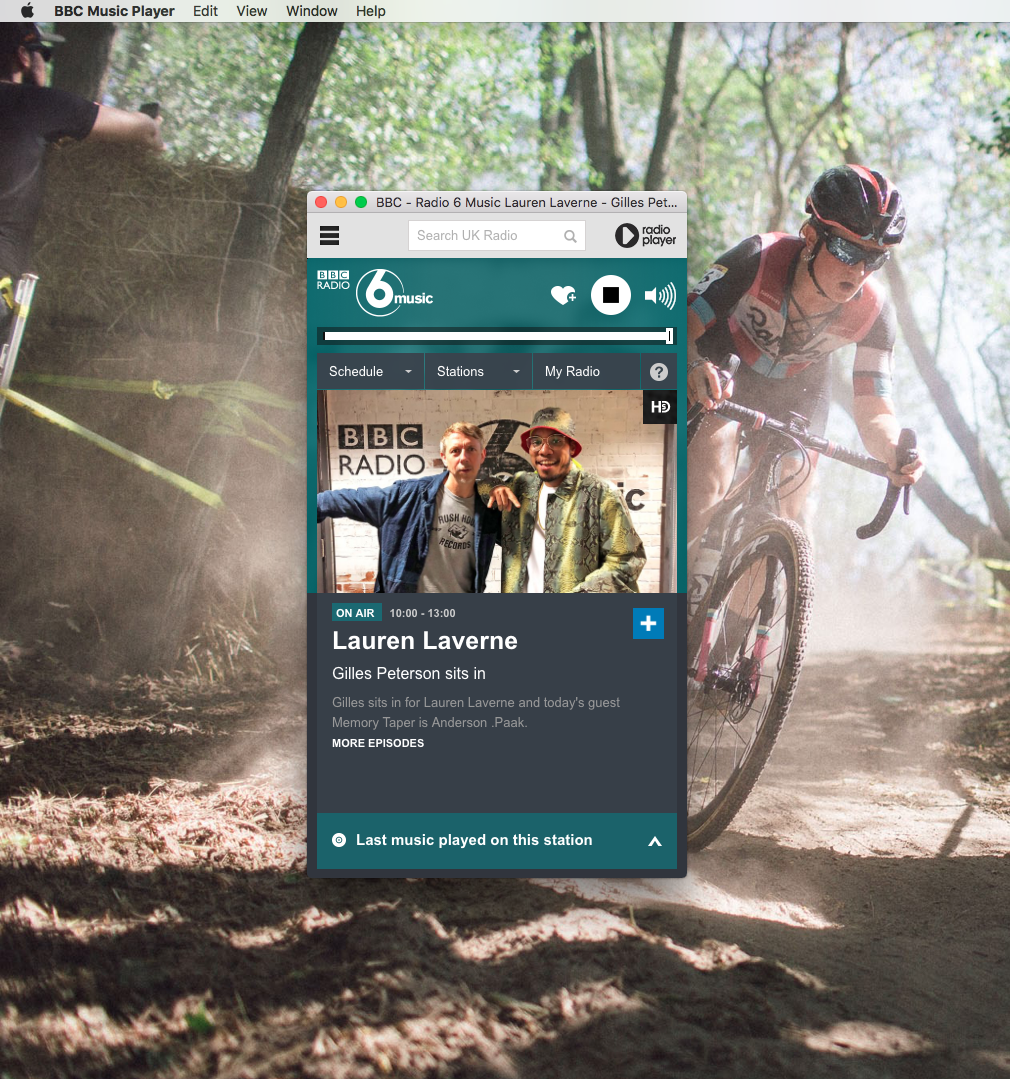 BBC Music Player Edit View Window Help
BBC - Radio 6 Music Lauren Laverne - Gilles Pet...
Search UK Radio
radio
player
BBC
RADIO
6 music
Schedule Stations My Radio ?
HD
BBC
RADIO
RUSH HOUR
RECORDS
ic
ON AIR 10:00 - 13:00
Lauren Laverne
Gilles Peterson sits in
Gilles sits in for Lauren Laverne and today's guest
Memory Taper is Anderson .Paak.
MORE EPISODES
Last music played on this station